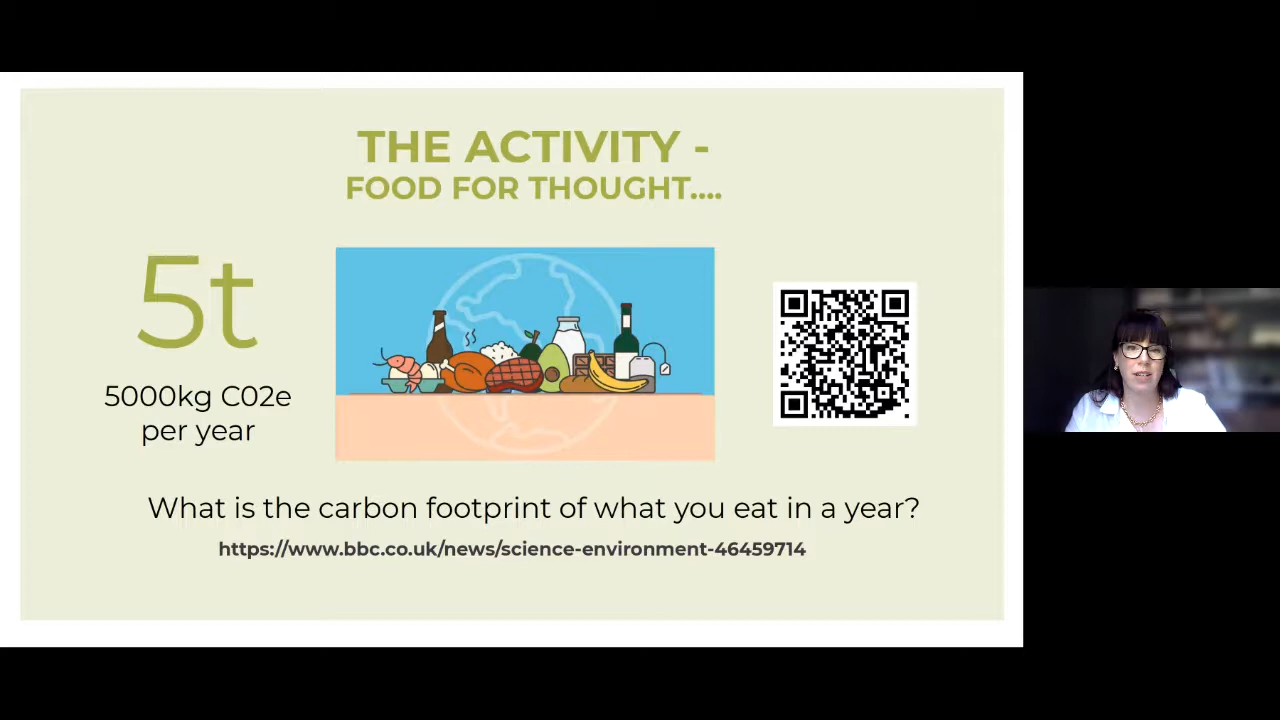 THE ACTIVITY -
FOOD FOR THOUGHT....
5t
5000kg C02e
per year
What is the carbon footprint of what you eat in a year?
https://www.bbc.co.uk/news/science-environment-46459714